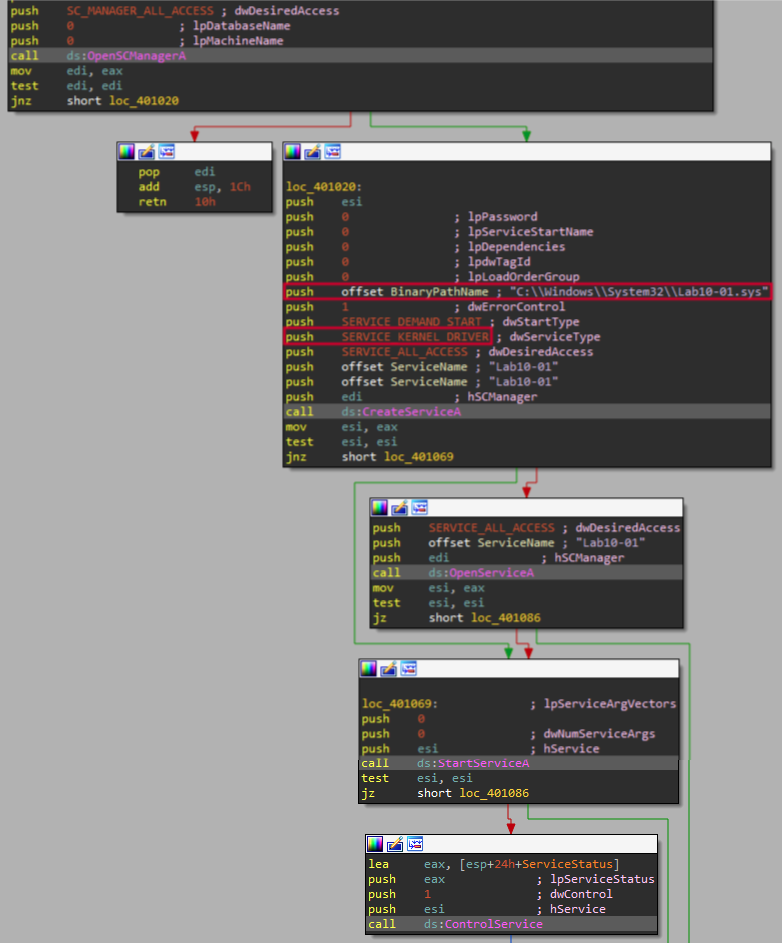 push SC_MANAGER_ALL_ACCESS ; dwDesiredAccess
push 0 ; lpDatabaseName
push 0 ; lpMachineName
call ds:OpenSCManagerA
mov edi, eax
test edi, edi
jnz short loc_401020
pop edi
add esp, 1Ch
retn 10h
loc_401020:
push esi
push 0 ; lpPassword
push 0 ; lpServiceStartName
push 0 ; lpDependencies
push 0 ; lpdwTagId
push 0 ; lpLoadOrderGroup
push offset BinaryPathName ; "C:\\Windows\\System32\\Lab10-01.sys"
push 1 ; dwErrorControl
push SERVICE_DEMAND_START ; dwStartType
push SERVICE_KERNEL_DRIVER ; dwServiceType
push SERVICE_ALL_ACCESS ; dwDesiredAccess
push offset ServiceName ; "Lab10-01"
push offset ServiceName ; "Lab10-01"
push edi ; hSCManager
call ds:CreateServiceA
mov esi, eax
test esi, esi
jnz short loc_401069
push SERVICE_ALL_ACCESS ; dwDesiredAccess
push offset ServiceName ; "Lab10-01"
push edi ; hSCManager
call ds:OpenServiceA
mov esi, eax
test esi, esi
jz short loc_401086
loc_401069: ; lpServiceArgVectors
push 0
push 0 ; dwNumServiceArgs
push esi ; hService
call ds:StartServiceA
test esi, esi
jz short loc_401086
lea eax, [esp+24h+ServiceStatus]
push eax ; lpServiceStatus
push 1 ; dwControl
push esi ; hService
call ds:ControlService